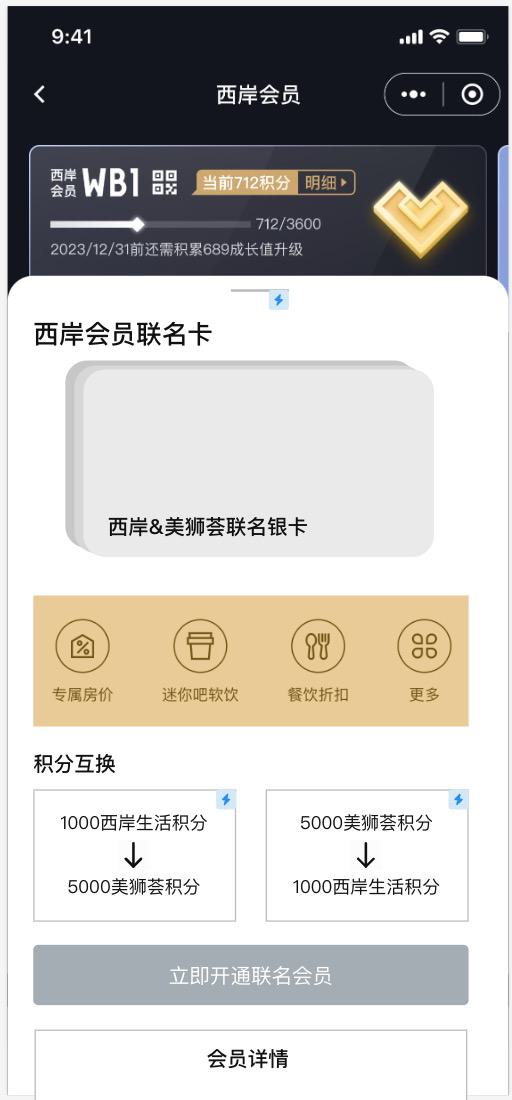 9:41
西岸会员
西岸
会员 WB1
当前712积分 明细
712/3600
2023/12/31前还需积累689成长值升级
西岸会员联名卡
西岸&美狮荟联名银卡
专属房价 迷你吧软饮 餐饮折扣 更多
积分互换
1000西岸生活积分
↓
5000美狮荟积分
5000美狮荟积分
↓
1000西岸生活积分
立即开通联名会员
会员详情